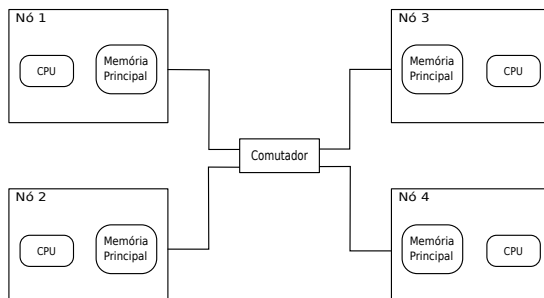 Nó 1
CPU
Memória
Principal
Nó 3
Memória
Principal
CPU
Comutador
Nó 2
CPU
Memória
Principal
Nó 4
Memória
Principal
CPU